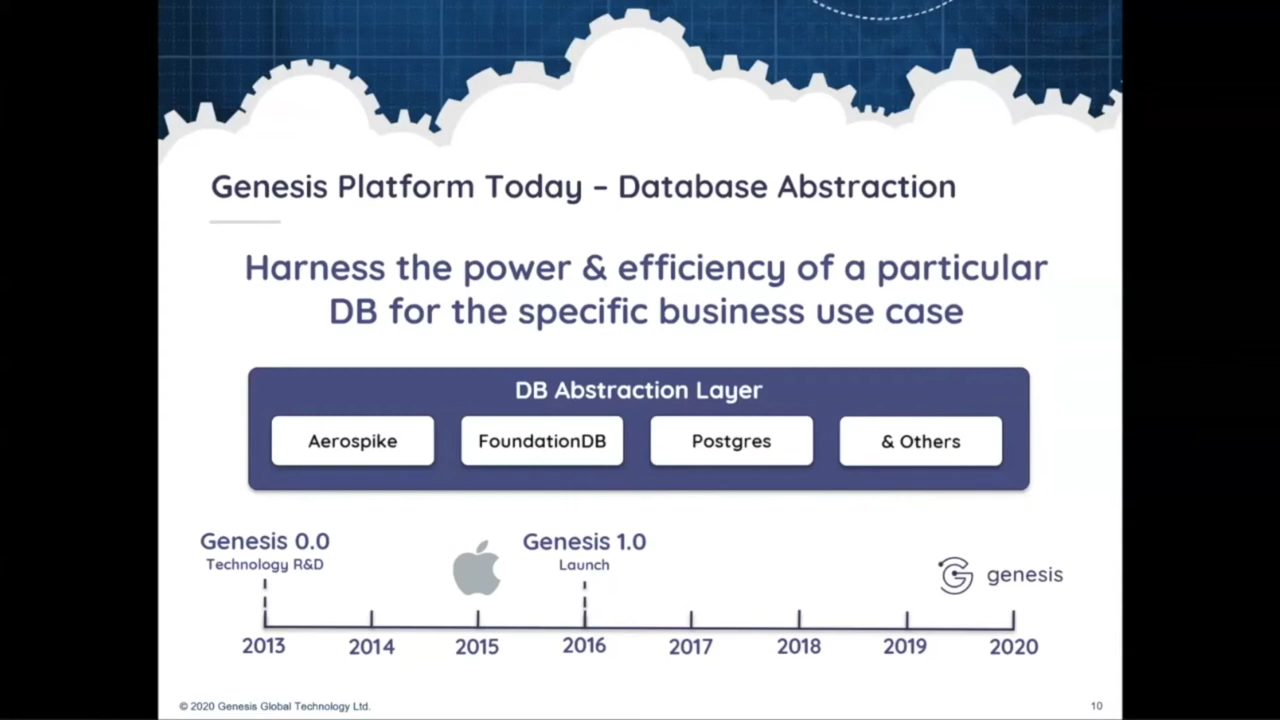 Genesis Platform Today – Database Abstraction
Harness the power & efficiency of a particular
DB for the specific business use case
DB Abstraction Layer
Aerospike
FoundationDB
Postgres
& Others
Genesis 0.0
Technology R&D
Genesis 1.0
Launch
genesis
2013
2014
2015
2016
2017
2018
2019
2020
© 2020 Genesis Global Technology Ltd.
10